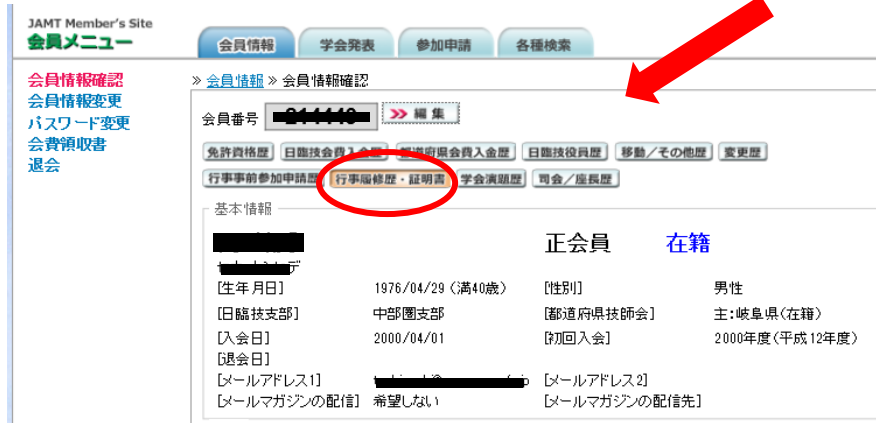 JAMT Member's Site
会員メニュー
会員情報 学会発表 参加申請 各種検索
会員情報確認
会員情報変更
パスワード変更
会費領収書
退会
» 会員情報 » 会員情報確認
会員番号 >> 編集
免許資格歴 日臨技会費入金歴 都道府県会費入金歴 日臨技役員歴 移動／その他歴 変更歴
行事事前参加申請歴 行事履修歴・証明書 学会演題歴 司会／座長歴
基本情報
正会員 在籍
[生年月日] 1976/04/29（満40歳） [性別] 男性
[日臨技支部] 中部圏支部 [都道府県技師会] 主:岐阜県(在籍)
[入会日] 2000/04/01 [初回入会] 2000年度(平成12年度)
[退会日]
[メールアドレス1] [メールアドレス2]
[メールマガジンの配信] 希望しない [メールマガジンの配信先]